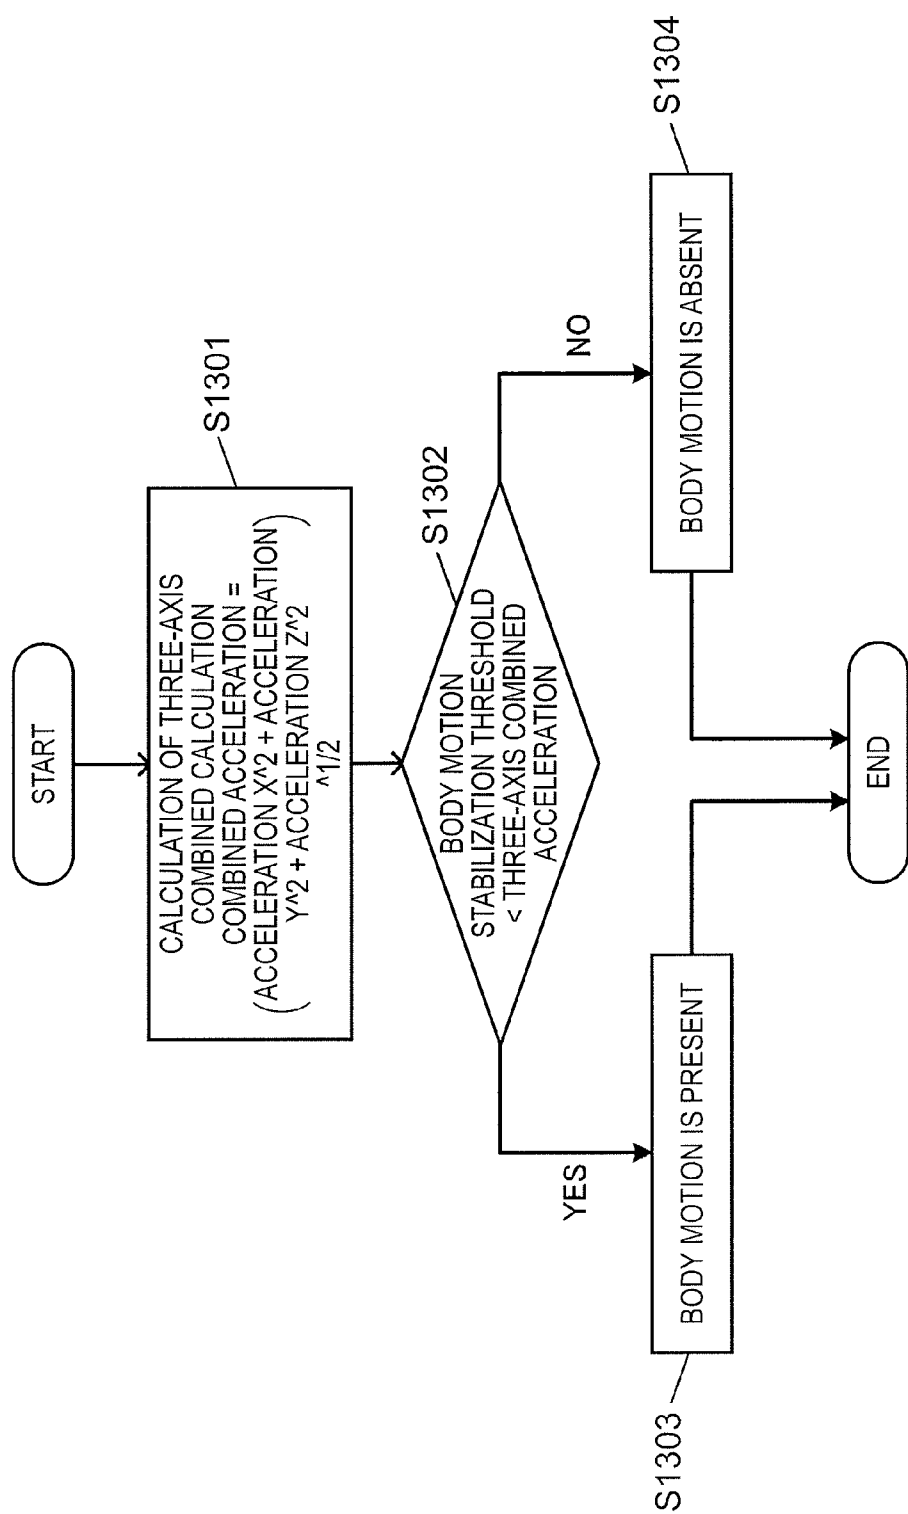 START
S1301
CALCULATION OF THREE-AXIS
COMBINED CALCULATION
COMBINED ACCELERATION =
(ACCELERATION X^2 + ACCELERATION
Y^2 + ACCELERATION Z^2)
^1/2
S1302
BODY MOTION
STABILIZATION THRESHOLD
< THREE-AXIS COMBINED
ACCELERATION
YES
NO
S1303
BODY MOTION IS PRESENT
BODY MOTION IS ABSENT
S1304
END